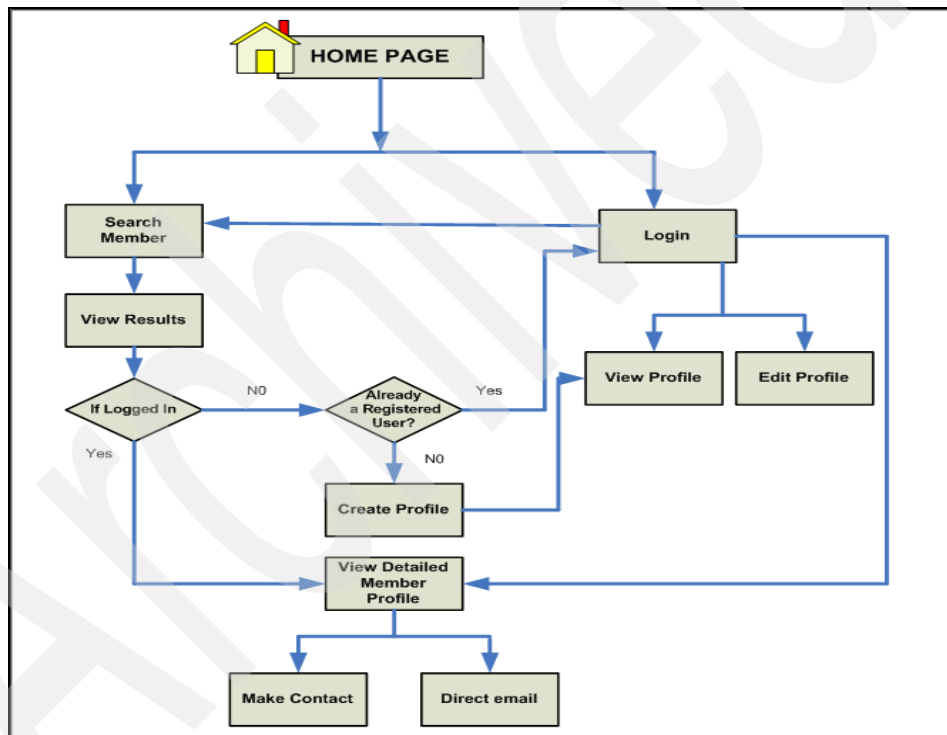 HOME PAGE
Search
Member
Login
View Results
View Profile
Edit Profile
If Logged In
N0
Already
a Registered
User?
Yes
Yes
N0
Create Profile
View Detailed
Member
Profile
Make Contact
Direct email
Archived